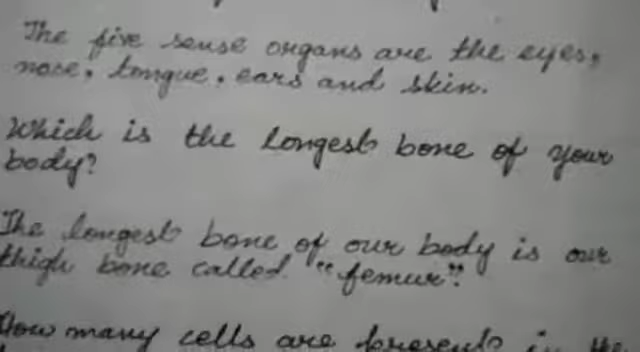 The five sense organs are the eyes,
nose, tongue, ears and skin.
Which is the longest bone of your
body?
The longest bone of our body is our
thigh bone called "femur".
How many cells are present in the